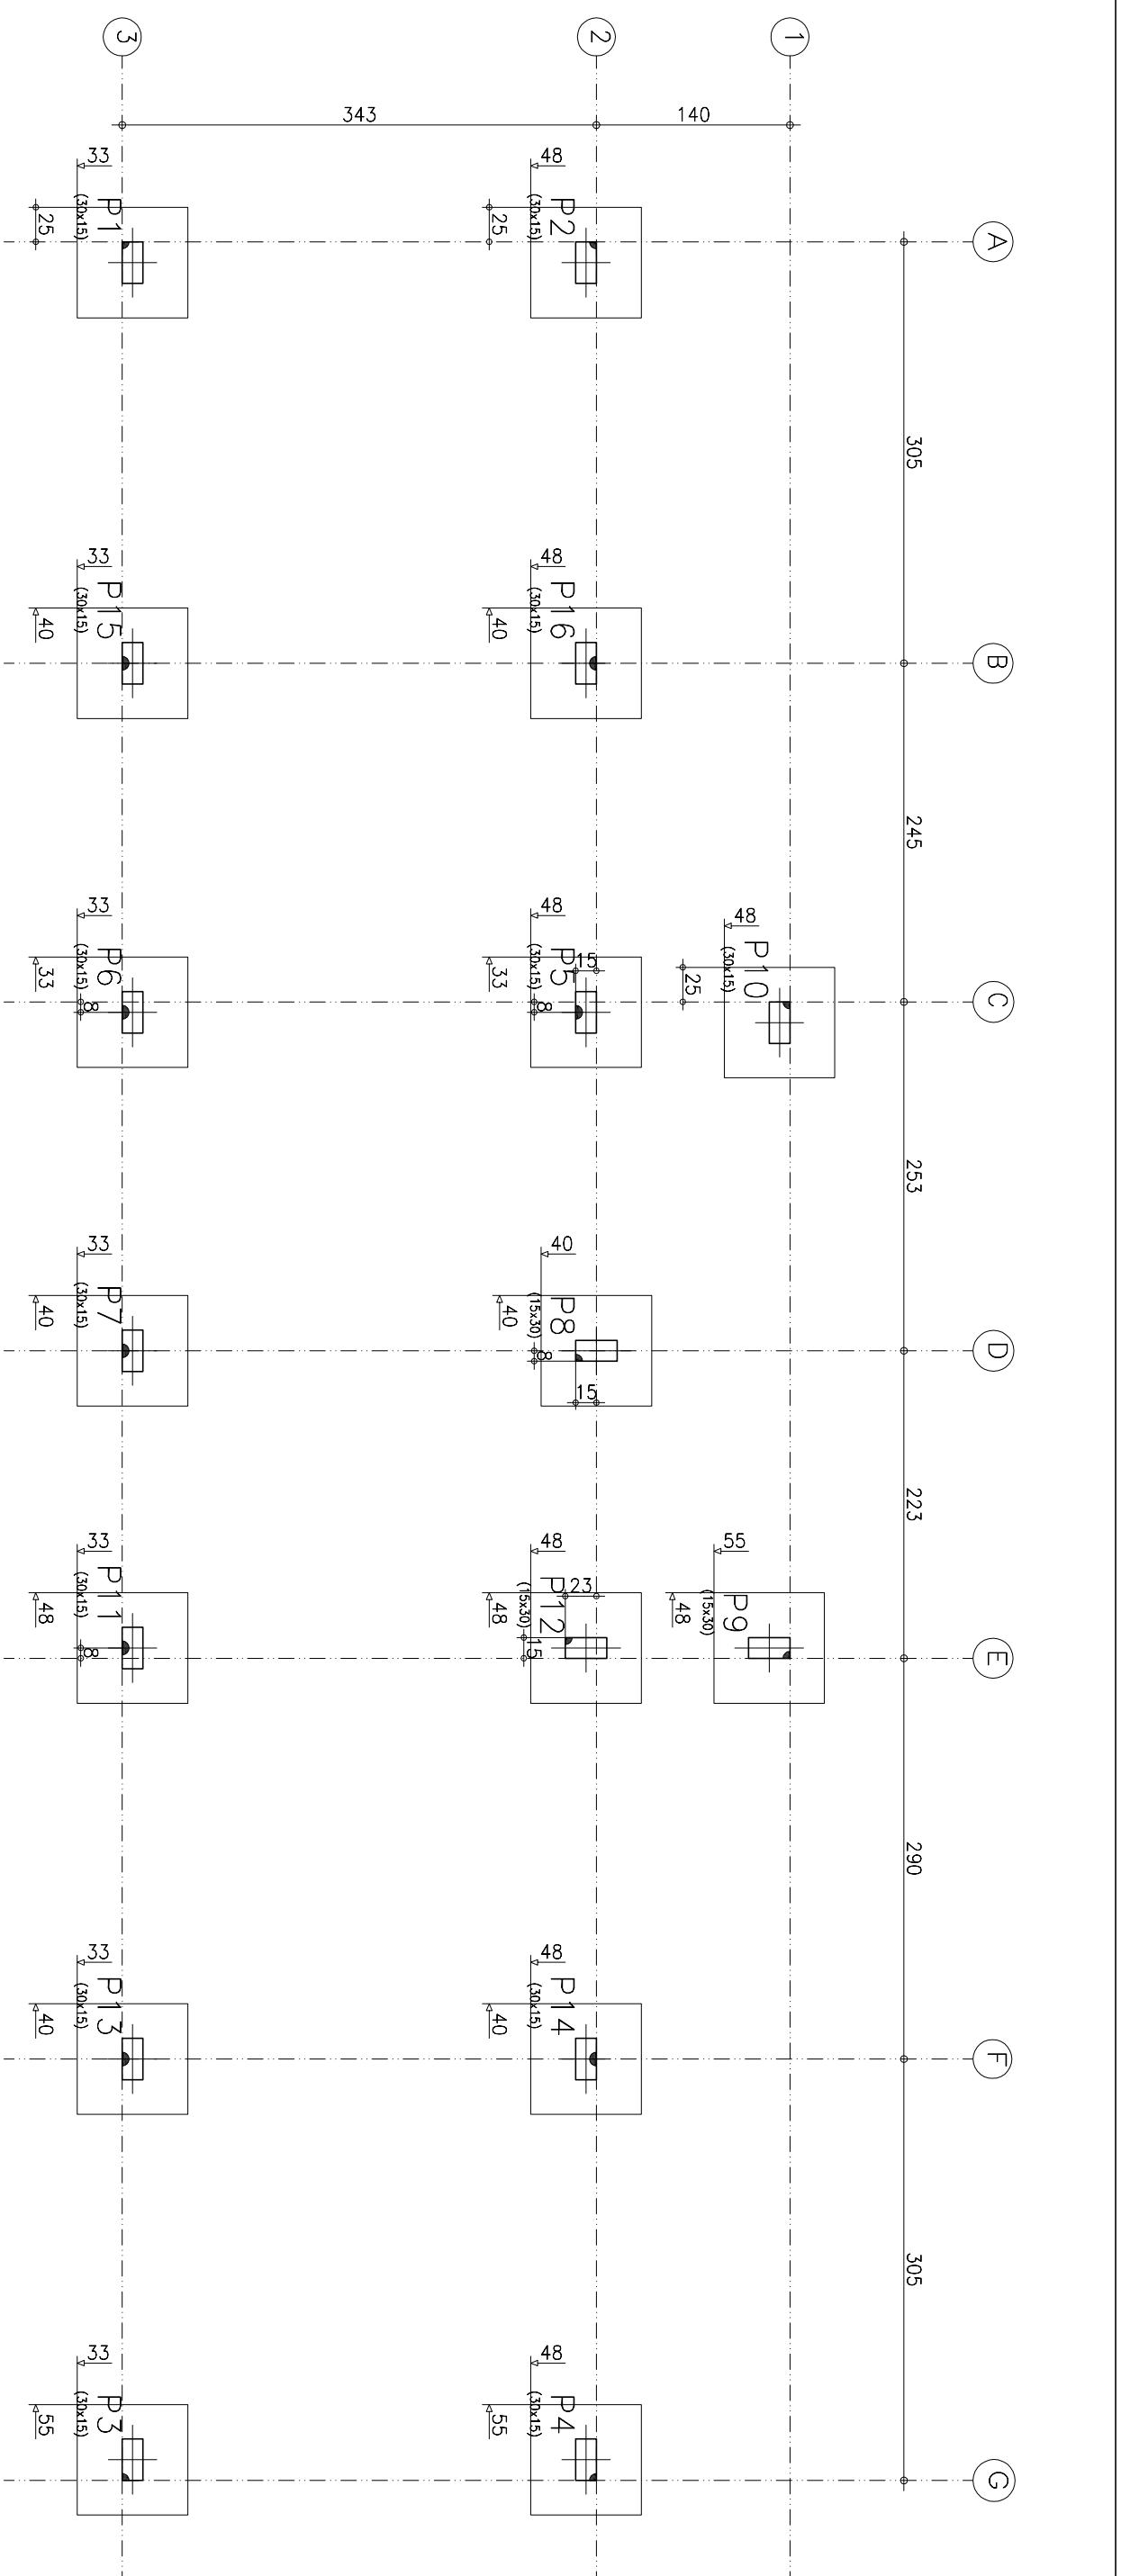 3
2
1
343
140
33
P1
(30x15)
25
48
P2
(30x15)
25
A
305
33
P15
(30x15)
40
48
P16
(30x15)
40
B
245
33
P6
(30x15)
33
8
48
P5
(30x15)
15
33
8
48
P10
(30x15)
25
C
253
33
P7
(30x15)
40
40
P8
(15x30)
40
8
15
D
223
33
P11
(30x15)
48
8
48
P12
(15x30)
23
48
15
55
P9
(15x30)
48
E
290
33
P13
(30x15)
40
48
P14
(30x15)
40
F
305
33
P3
(30x15)
55
48
P4
(30x15)
55
G